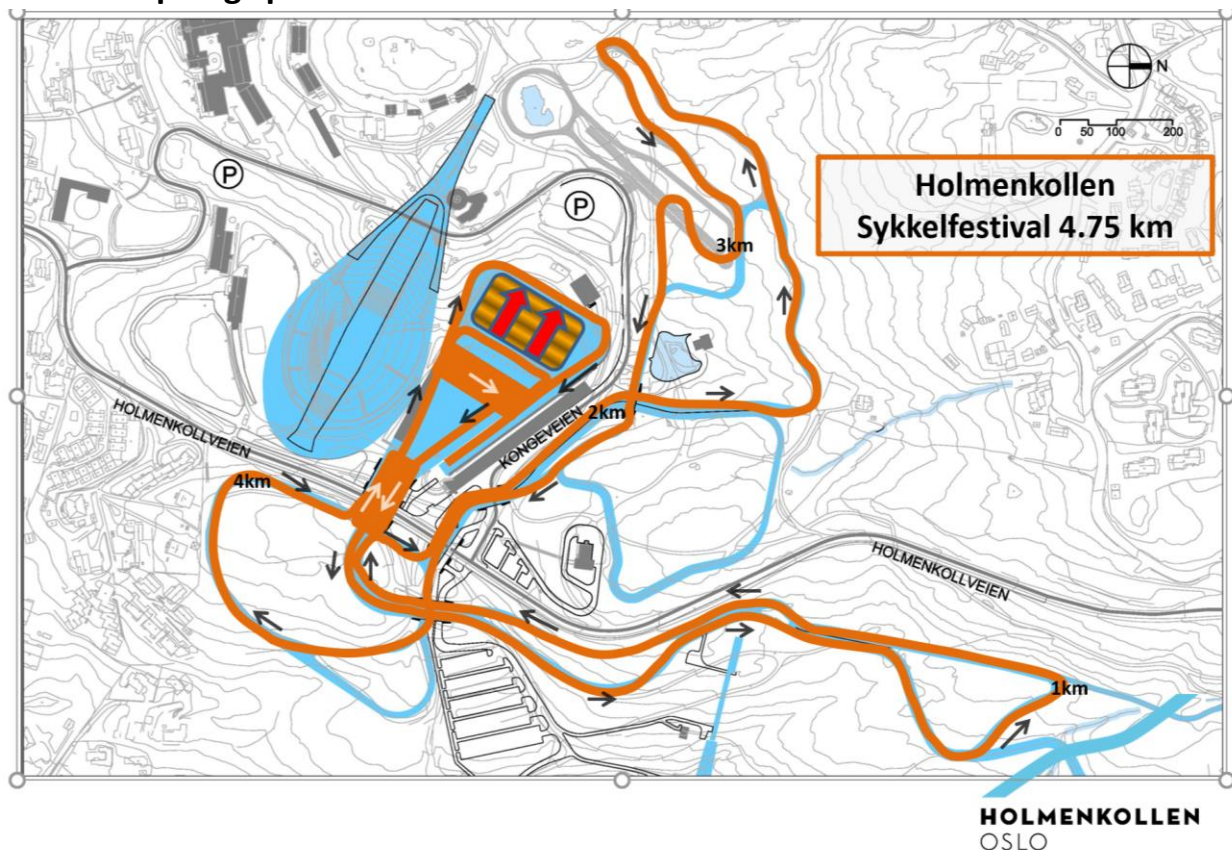 N
0 50 100 200
Holmenkollen
Sykkelfestival 4.75 km
P
P
3km
2km
KONGEVEIEN
HOLMENKOLLVEIEN
4km
HOLMENKOLLVEIEN
1km
HOLMENKOLLEN
OSLO